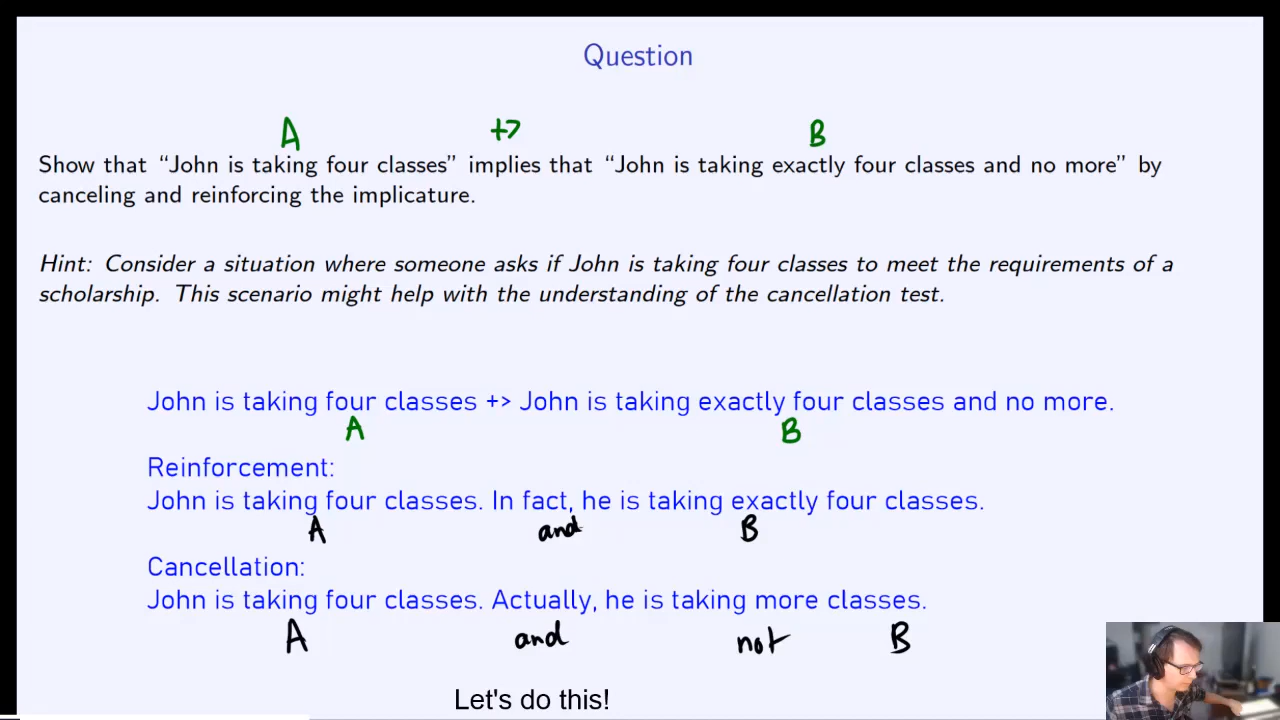 Question
A +> B
Show that “John is taking four classes” implies that “John is taking exactly four classes and no more” by
canceling and reinforcing the implicature.
Hint: Consider a situation where someone asks if John is taking four classes to meet the requirements of a
scholarship. This scenario might help with the understanding of the cancellation test.
John is taking four classes +> John is taking exactly four classes and no more.
A B
Reinforcement:
John is taking four classes. In fact, he is taking exactly four classes.
A and B
Cancellation:
John is taking four classes. Actually, he is taking more classes.
A and not B
Let's do this!